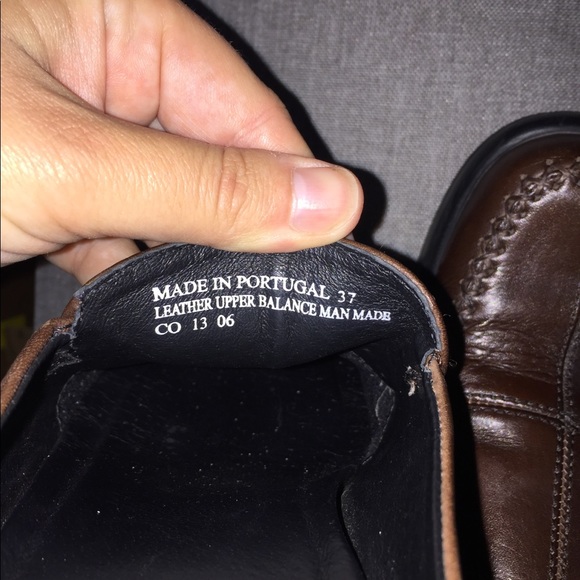 MADE IN PORTUGAL 37
LEATHER UPPER BALANCE MAN MADE
CO 13 06